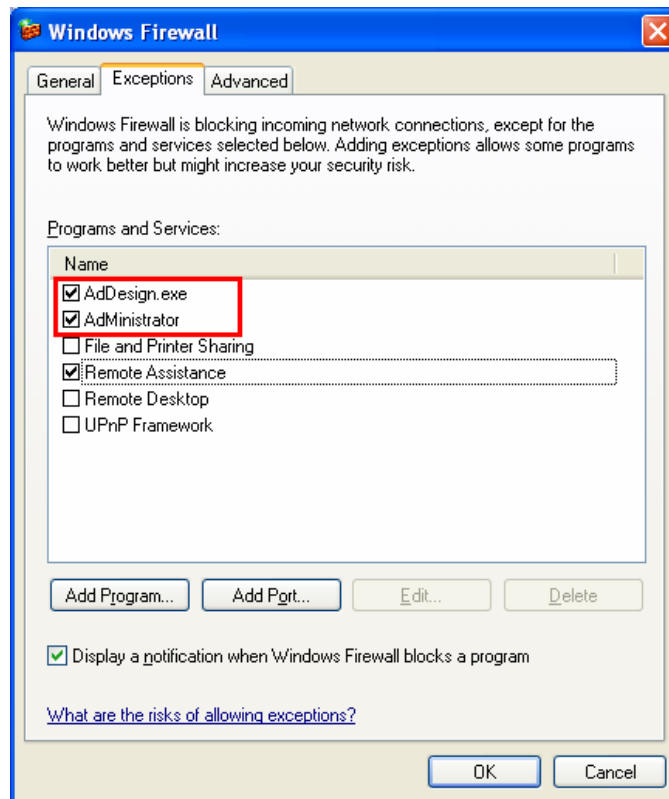 Windows Firewall
General Exceptions Advanced
Windows Firewall is blocking incoming network connections, except for the
programs and services selected below. Adding exceptions allows some programs
to work better but might increase your security risk.
Programs and Services:
Name
AdDesign.exe
AdMinistrator
File and Printer Sharing
Remote Assistance
Remote Desktop
UPnP Framework
Add Program... Add Port... Edit... Delete
Display a notification when Windows Firewall blocks a program
What are the risks of allowing exceptions?
OK Cancel